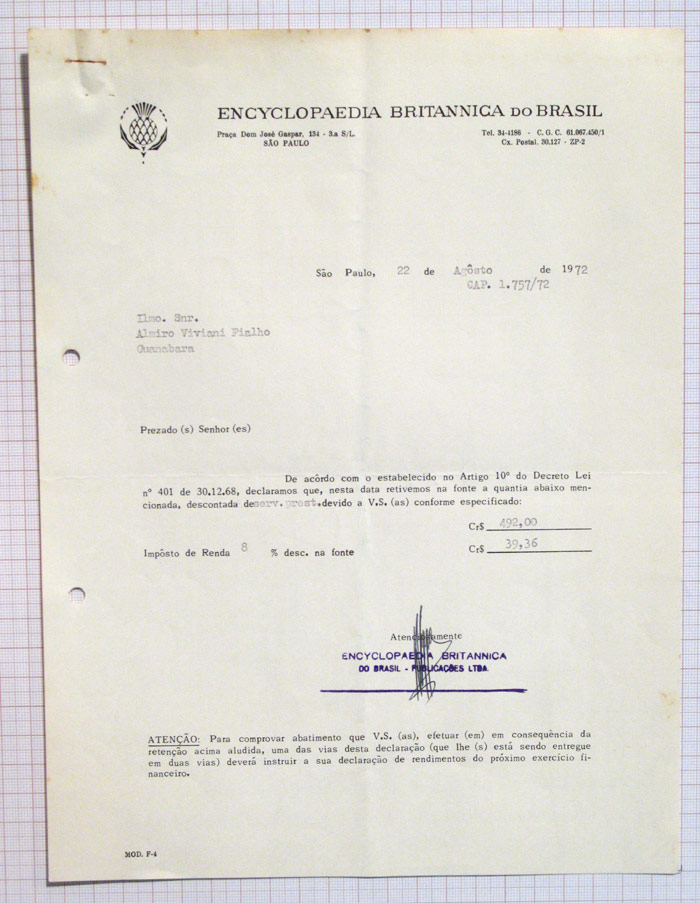 ENCYCLOPAEDIA BRITANNICA DO BRASIL
Praça Dom José Gaspar, 134 - 3.a S/L.
SÃO PAULO
Tel. 34-4186 - C. G. C. 61.067.450/1
Cx. Postal. 30.127 - ZP-2
São Paulo, 22 de Agôsto de 1972
CAP. 1.757/72
Ilmo. Snr.
Almiro Viviani Fialho
Guanabara
Prezado (s) Senhor (es)
De acôrdo com o estabelecido no Artigo 10º do Decreto Lei
nº 401 de 30.12.68, declaramos que, nesta data retivemos na fonte a quantia abaixo men-
cionada, descontada de serv. prest. devido a V.S. (as) conforme especificado:
Cr$ 492,00
Impôsto de Renda 8 % desc. na fonte
Cr$ 39,36
Atenciosamente
ENCYCLOPAEDIA BRITANNICA
DO BRASIL - PUBLICAÇÕES LTDA.
ATENÇÃO: Para comprovar abatimento que V.S. (as), efetuar (em) em consequência da
retenção acima aludida, uma das vias desta declaração (que lhe (s) está sendo entregue
em duas vias) deverá instruir a sua declaração de rendimentos do próximo exercício fi-
nanceiro.
MOD. F-4